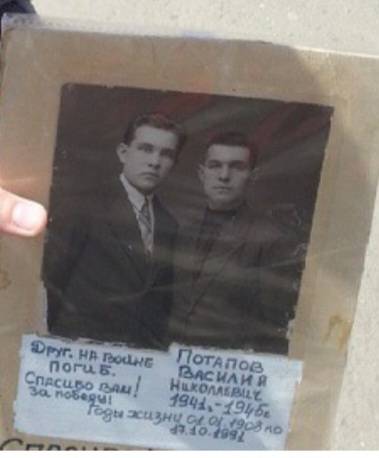 Друг. НА ВОЙНЕ
ПОГИБ.
СПАСИБО ВАМ!
За победы!
ПОТАПОВ
ВАСИЛИЙ
НИКОЛАЕВИЧ
1941г.-1945г
Годы жизни 01.01.1908 по
17.10.1991